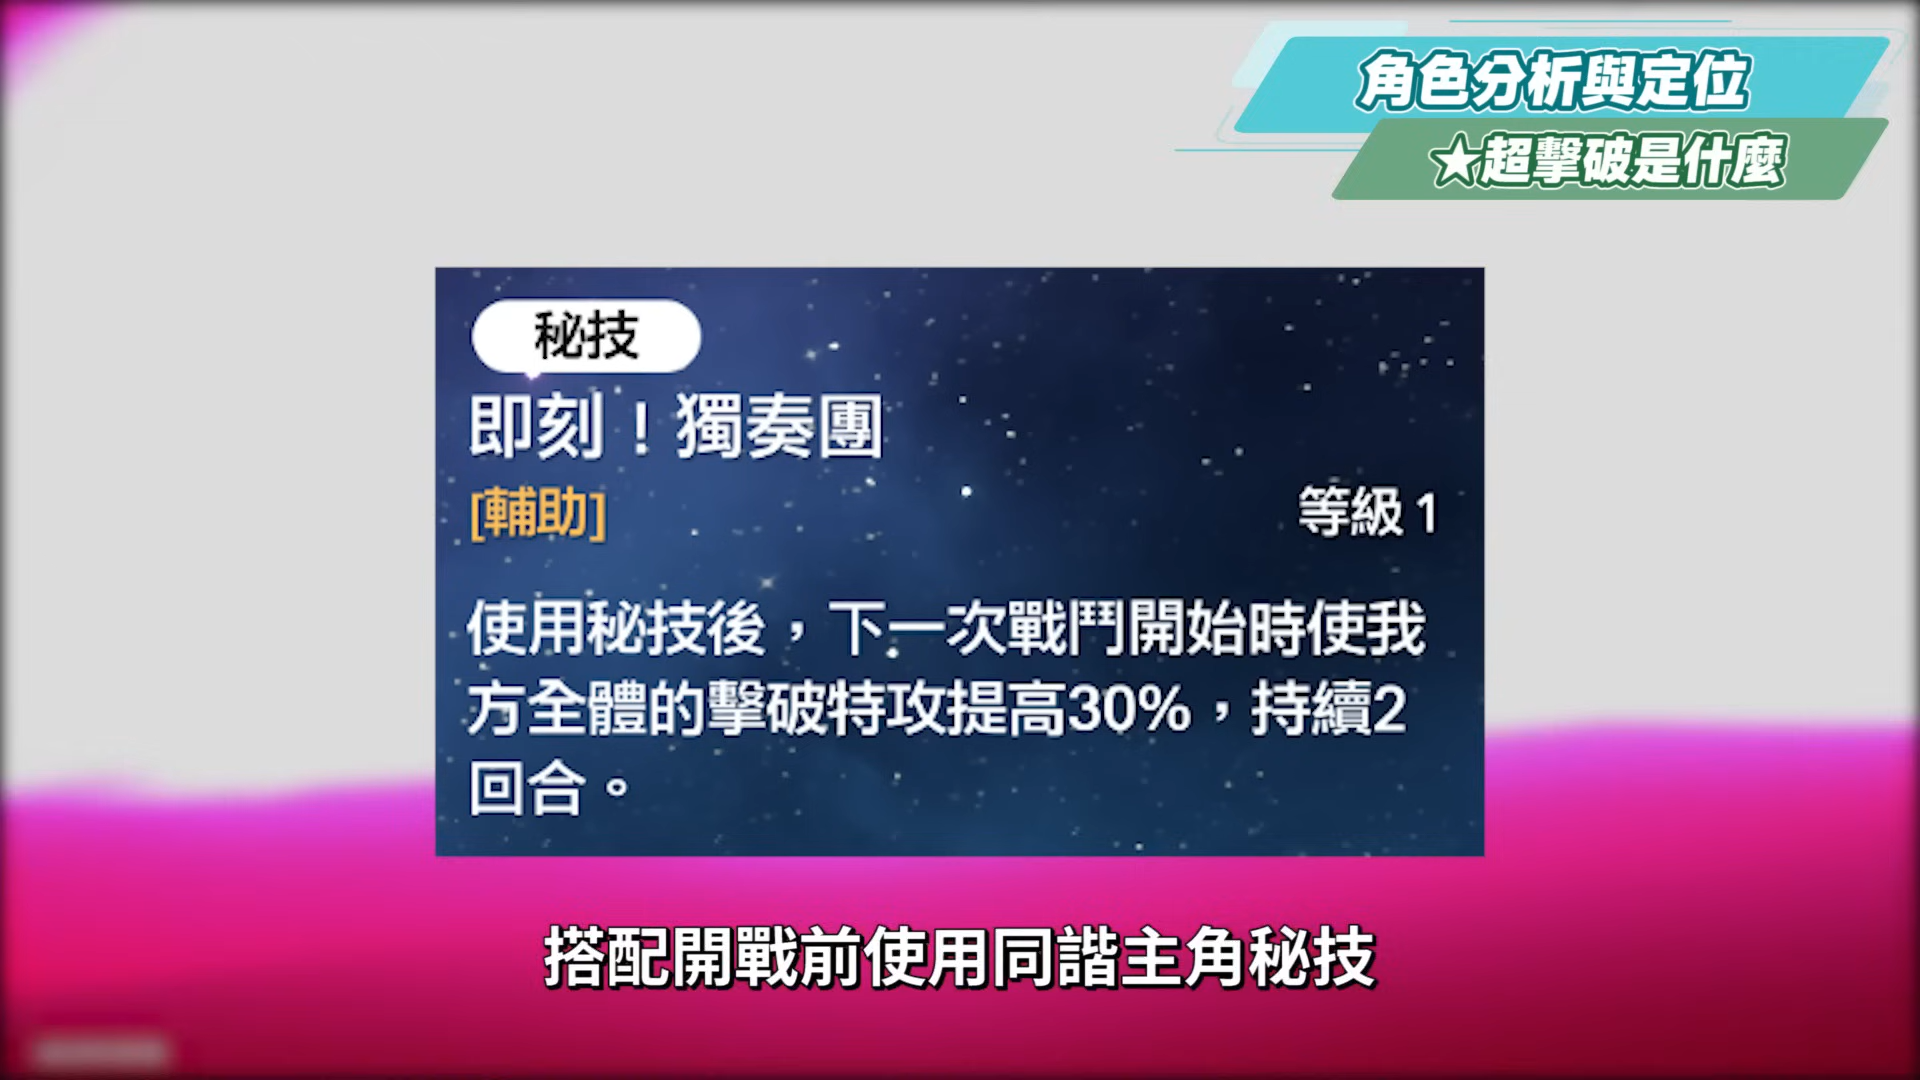 角色分析與定位
★超擊破是什麼
秘技
即刻！獨奏團
[輔助]
等級 1
使用秘技後，下一次戰鬥開始時使我
方全體的擊破特攻提高30%，持續2
回合。
搭配開戰前使用同諧主角秘技